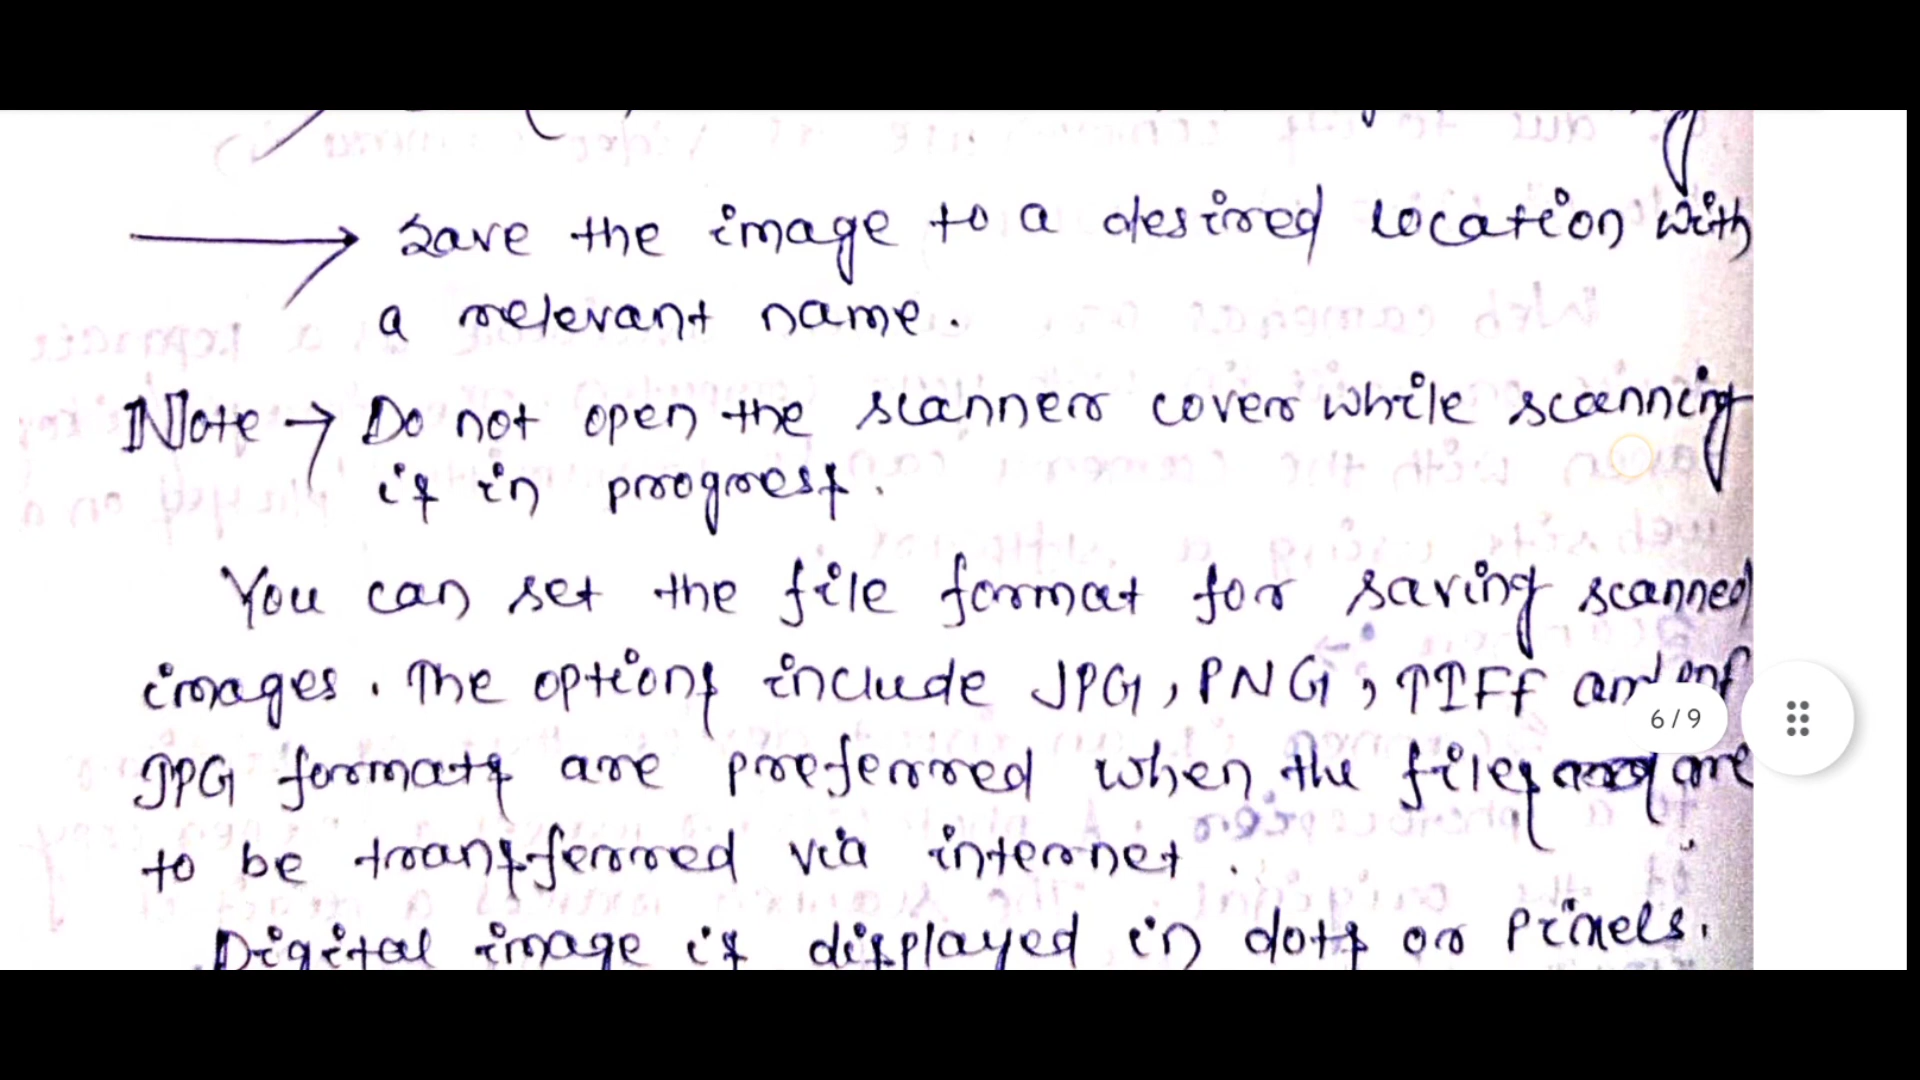 → Save the image to a desired location with
a relevant name.
Note → Do not open the scanner cover while scanning
is in progress.
You can set the file format for saving scanned
images. The options include JPG, PNG, TIFF and
JPG formats are preferred when the files are
6/9
to be transferred via internet.
Digital image is displayed in dots or Pixels.